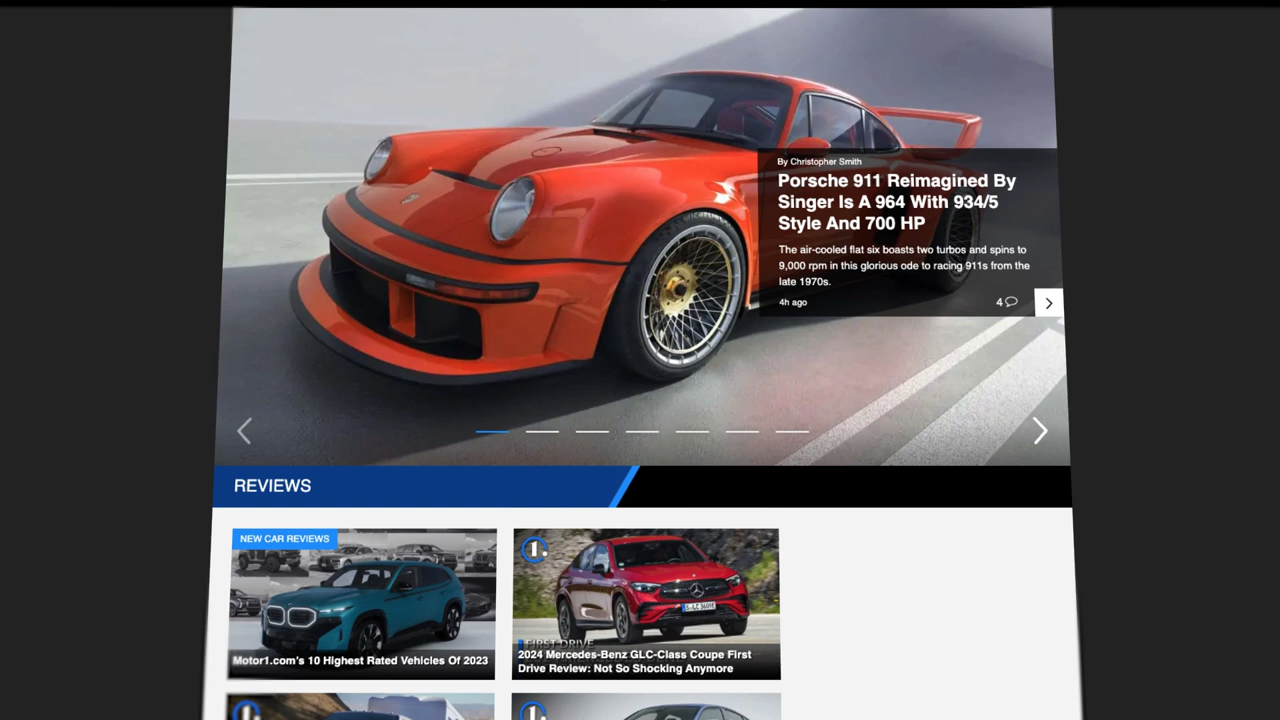 By Christopher Smith
Porsche 911 Reimagined By
Singer Is A 964 With 934/5
Style And 700 HP
The air-cooled flat six boasts two turbos and spins to
9,000 rpm in this glorious ode to racing 911s from the
late 1970s.
4h ago
4
REVIEWS
NEW CAR REVIEWS
Motor1.com's 10 Highest Rated Vehicles Of 2023
1.
FIRST DRIVE
2024 Mercedes-Benz GLC-Class Coupe First
Drive Review: Not So Shocking Anymore